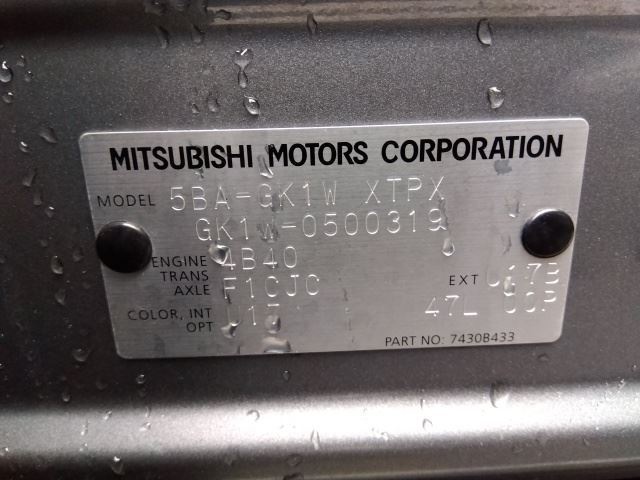 MITSUBISHI MOTORS CORPORATION
MODEL 5BA-GK1W XTPX
GK1W-0500319
ENGINE 4B40
TRANS
AXLE F1CJC EXT U17B
COLOR, INT 47L
OPT
PART NO: 7430B433